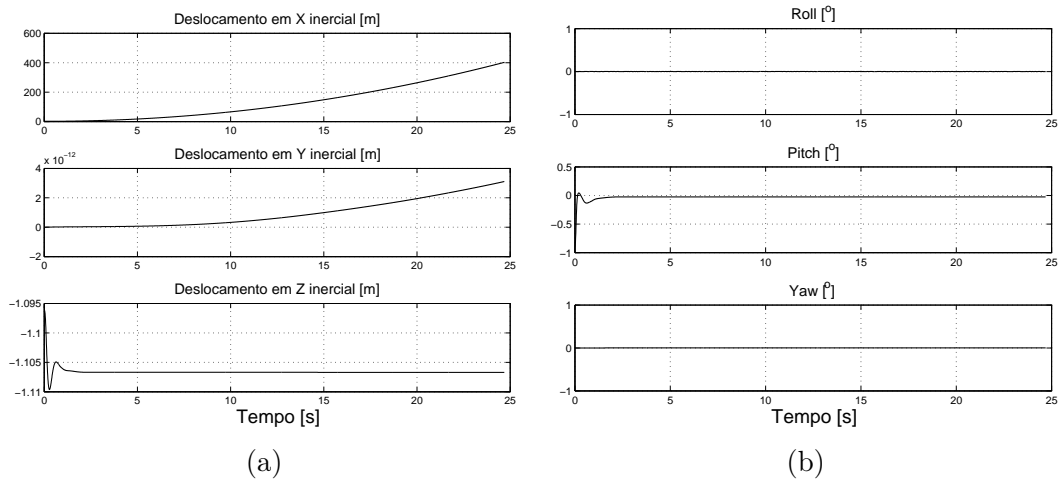 Deslocamento em X inercial [m]
600
400
200
0
0 5 10 15 20 25
Deslocamento em Y inercial [m]
x 10⁻¹²
4
2
0
−2
0 5 10 15 20 25
Deslocamento em Z inercial [m]
−1.095
−1.1
−1.105
−1.11
0 5 10 15 20 25
Tempo [s]
(a)
Roll [º]
1
0
−1
0 5 10 15 20 25
Pitch [º]
0.5
0
−0.5
−1
0 5 10 15 20 25
Yaw [º]
1
0
−1
0 5 10 15 20 25
Tempo [s]
(b)